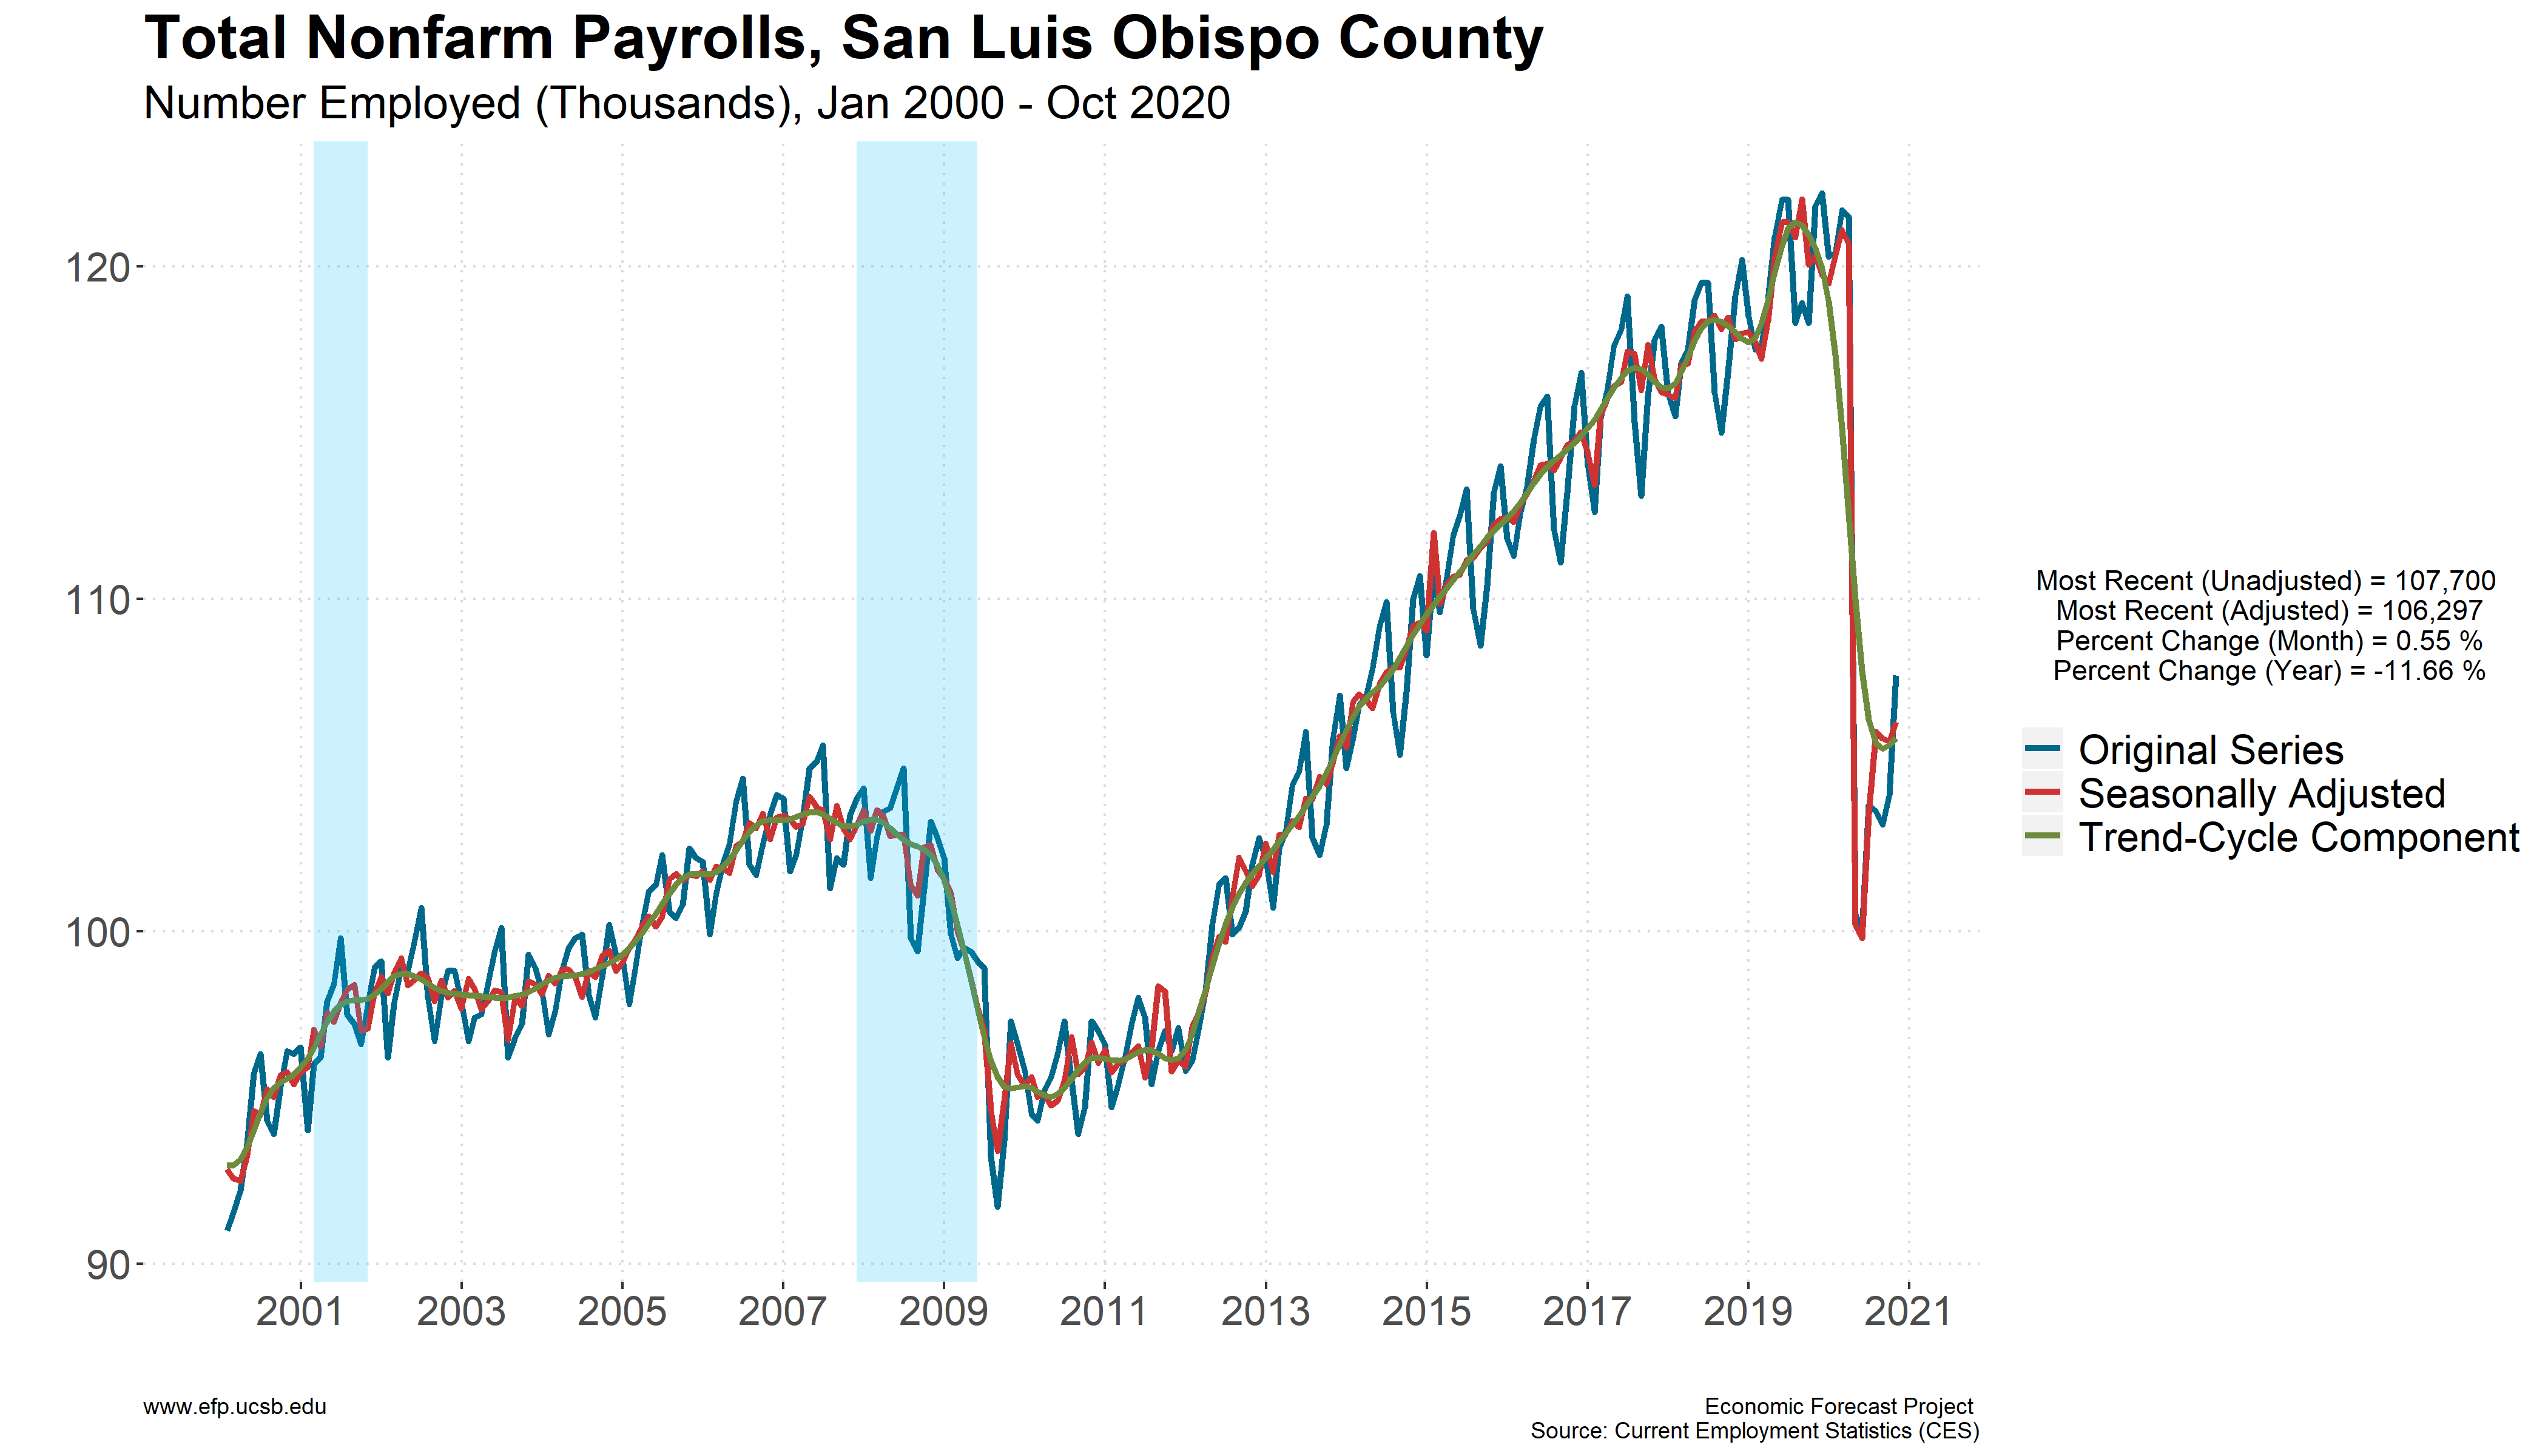 Total Nonfarm Payrolls, San Luis Obispo County
Number Employed (Thousands), Jan 2000 - Oct 2020
120
110
100
90
2001 2003 2005 2007 2009 2011 2013 2015 2017 2019 2021
Most Recent (Unadjusted) = 107,700
Most Recent (Adjusted) = 106,297
Percent Change (Month) = 0.55 %
Percent Change (Year) = -11.66 %
Original Series
Seasonally Adjusted
Trend-Cycle Component
www.efp.ucsb.edu
Economic Forecast Project
Source: Current Employment Statistics (CES)